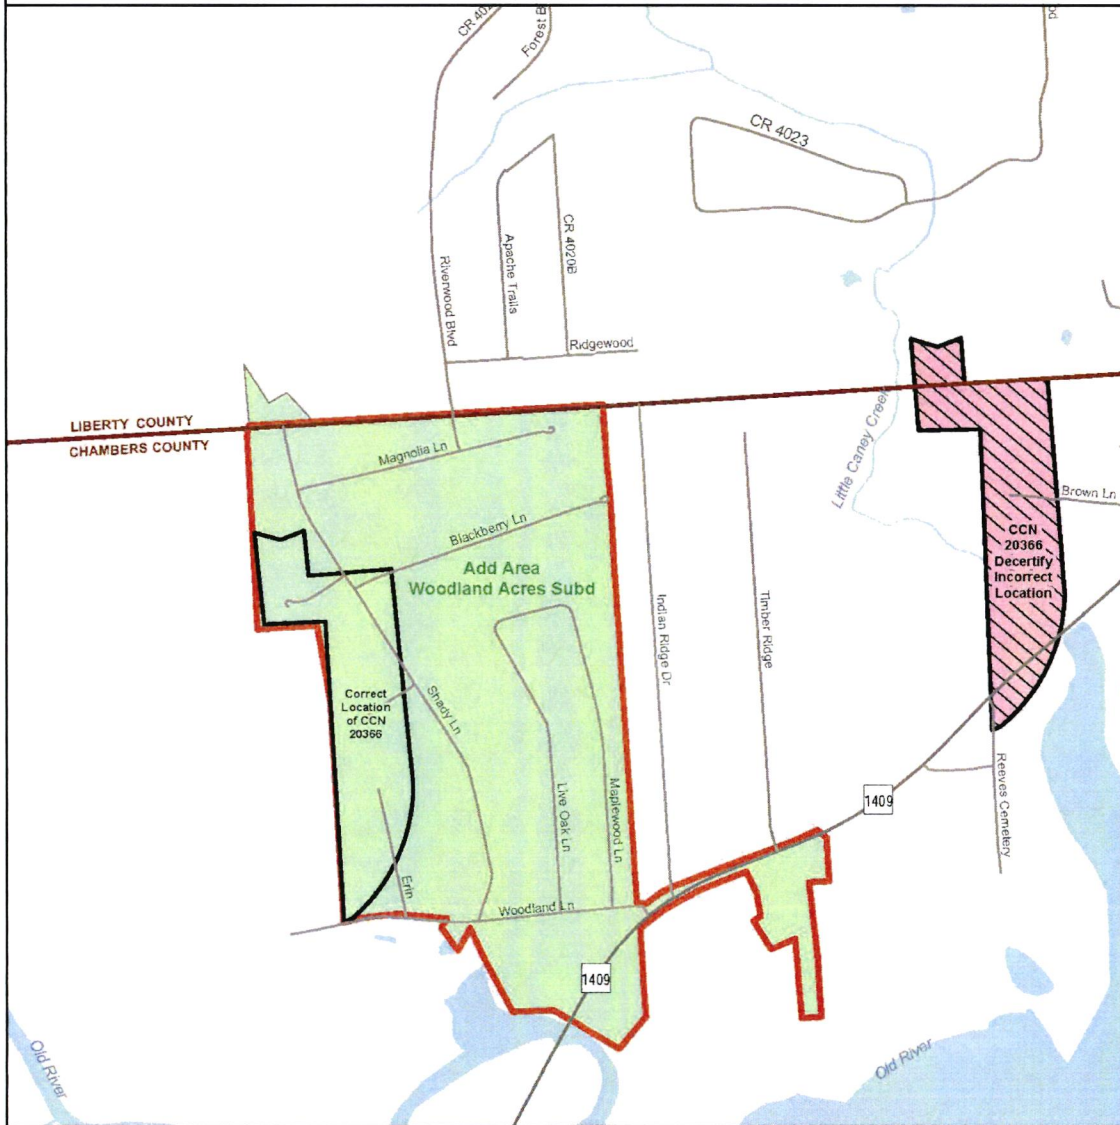 CR 402
Forest B
CR 4023
Apache Trails
CR 4020B
Riverwood Blvd
Ridgewood
LIBERTY COUNTY
CHAMBERS COUNTY
Magnolia Ln
Little Caney Creek
Brown Ln
Blackberry Ln
CCN
20366
Decertify
Incorrect
Location
Add Area
Woodland Acres Subd
Indian Ridge Dr
Timber Ridge
Correct
Location
of CCN
20366
Shady Ln
Live Oak Ln
Maplewood Ln
Reeves Cemetery
1409
Erin
Woodland Ln
1409
Old River
Old River